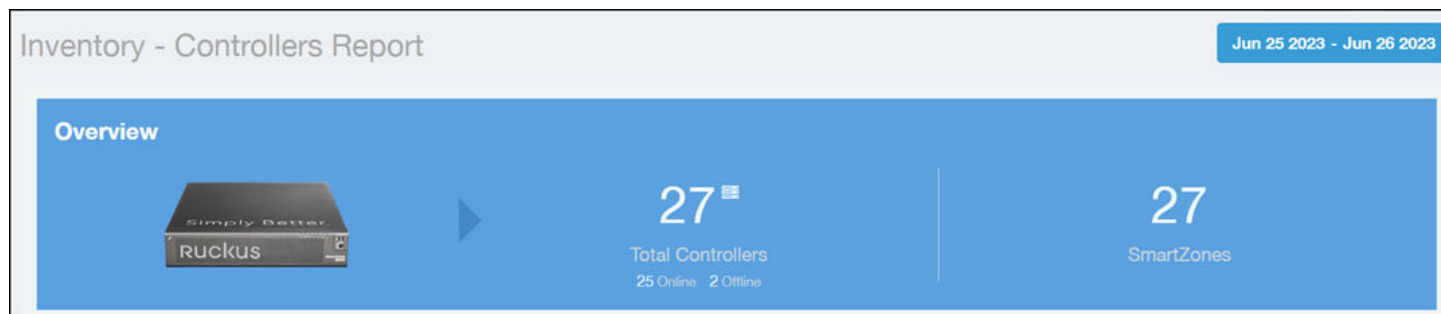 Inventory - Controllers Report
Jun 25 2023 - Jun 26 2023
Overview
Simply Better.
RUCKUS
27
Total Controllers
25 Online 2 Offline
27
SmartZones